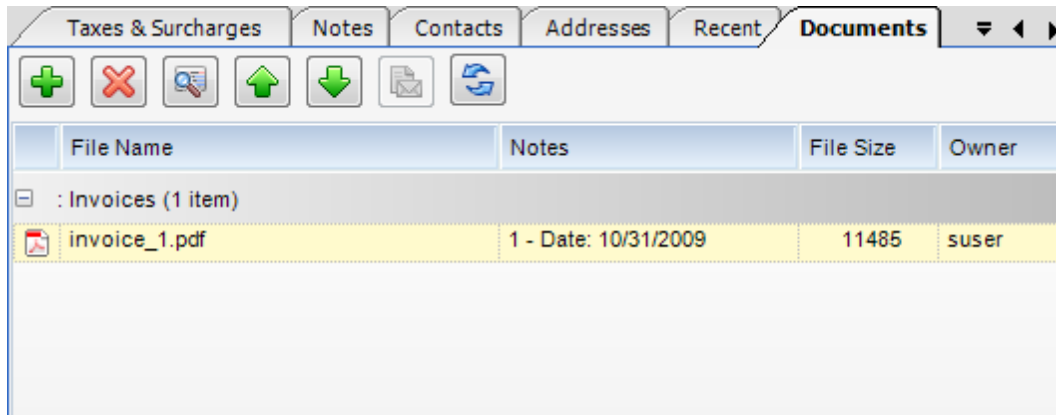 Taxes & Surcharges Notes Contacts Addresses Recent Documents
File Name Notes File Size Owner
: Invoices (1 item)
invoice_1.pdf 1 - Date: 10/31/2009 11485 suser